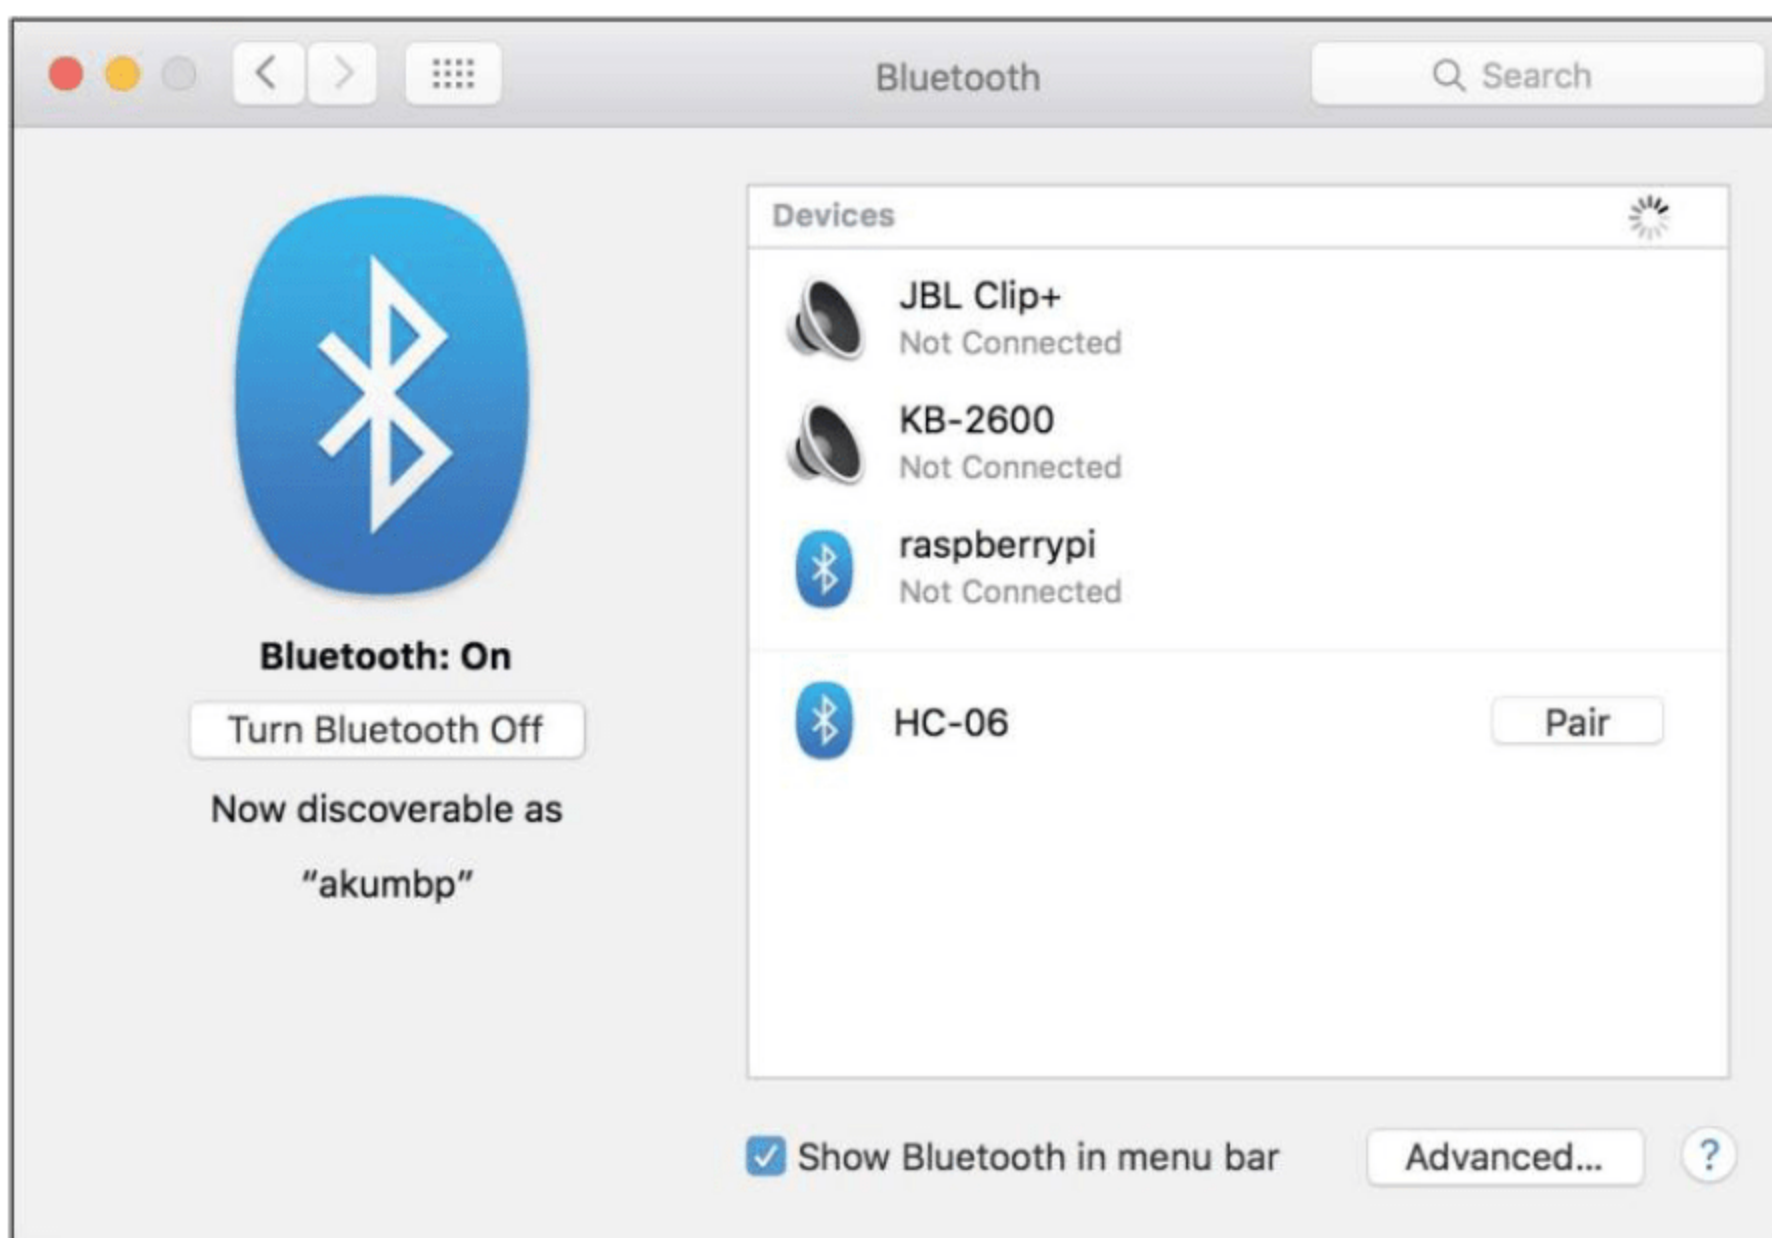 Bluetooth
Search
Bluetooth: On
Turn Bluetooth Off
Now discoverable as
“akumbp”
Devices
JBL Clip+
Not Connected
KB-2600
Not Connected
raspberrypi
Not Connected
HC-06
Pair
Show Bluetooth in menu bar
Advanced...
?